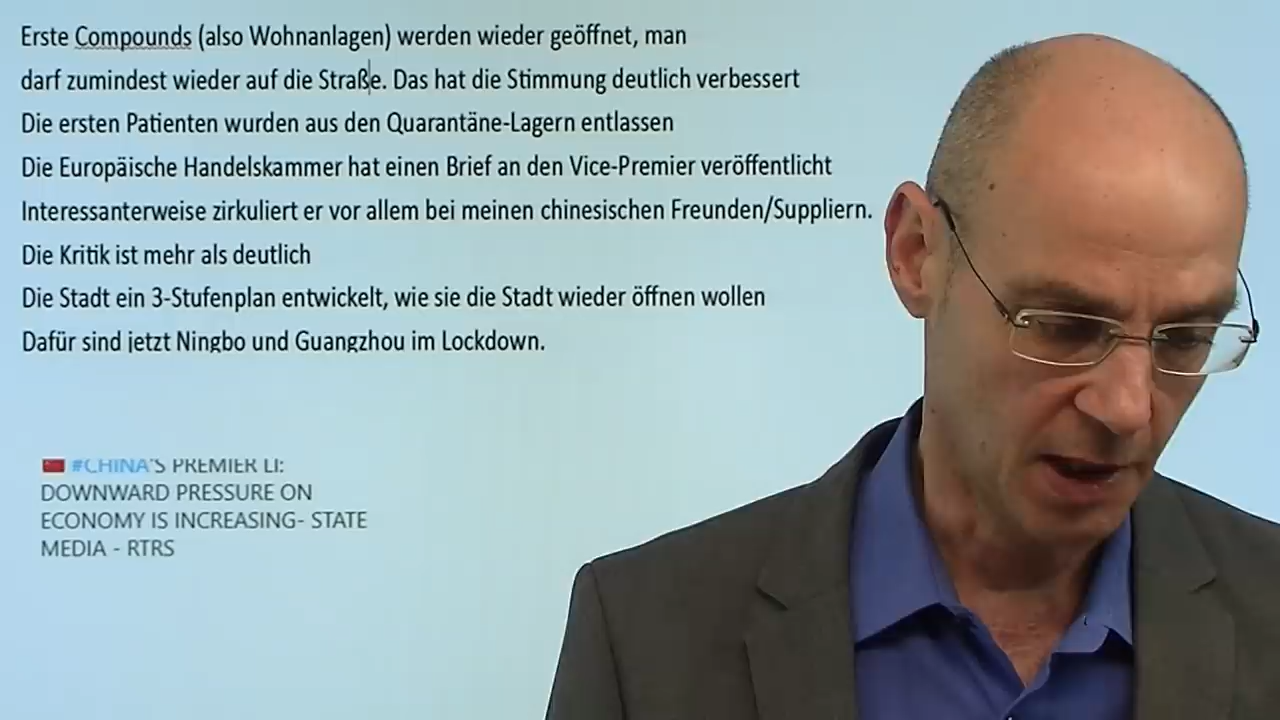 Erste Compounds (also Wohnanlagen) werden wieder geöffnet, man
darf zumindest wieder auf die Straße. Das hat die Stimmung deutlich verbessert
Die ersten Patienten wurden aus den Quarantäne-Lagern entlassen
Die Europäische Handelskammer hat einen Brief an den Vice-Premier veröffentlicht
Interessanterweise zirkuliert er vor allem bei meinen chinesischen Freunden/Suppliern.
Die Kritik ist mehr als deutlich
Die Stadt ein 3-Stufenplan entwickelt, wie sie die Stadt wieder öffnen wollen
Dafür sind jetzt Ningbo und Guangzhou im Lockdown.
#CHINA'S PREMIER LI:
DOWNWARD PRESSURE ON
ECONOMY IS INCREASING- STATE
MEDIA - RTRS